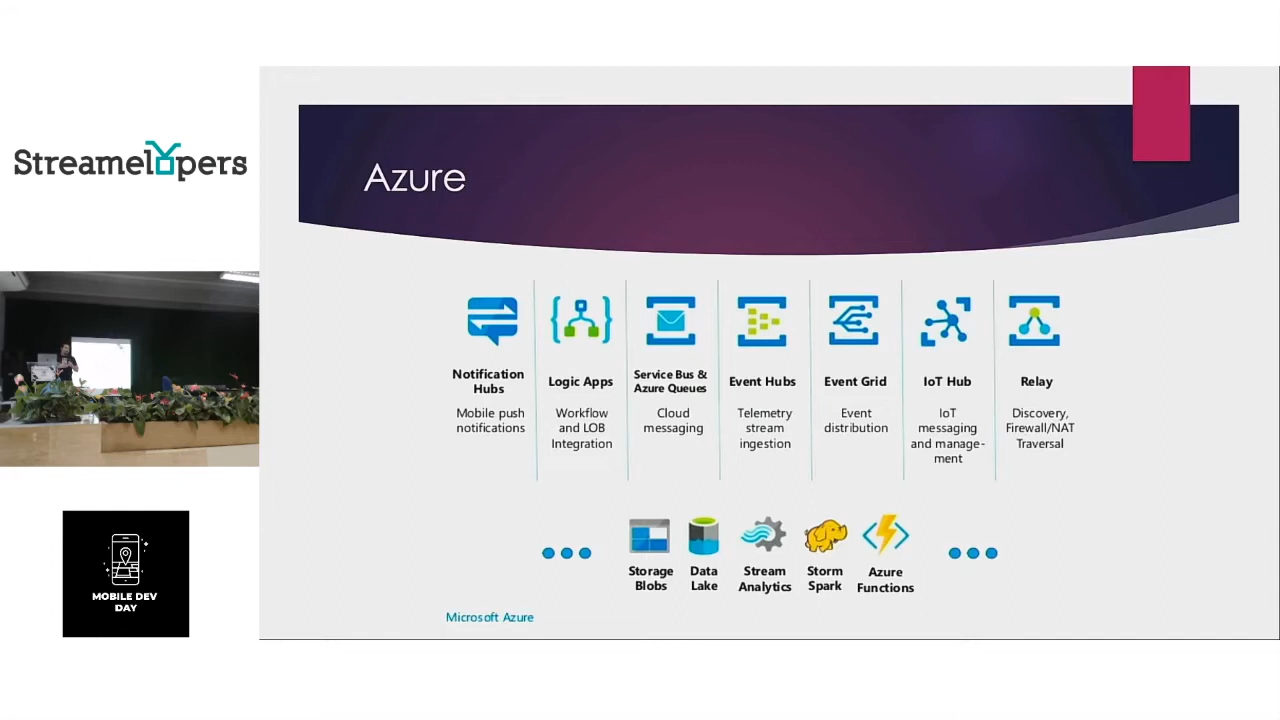 Streamelopers
MOBILE DEV
DAY
Azure
Notification
Hubs
Mobile push
notifications
Logic Apps
Workflow
and LOB
Integration
Service Bus &
Azure Queues
Cloud
messaging
Event Hubs
Telemetry
stream
ingestion
Event Grid
Event
distribution
IoT Hub
IoT
messaging
and manage-
ment
Relay
Discovery,
Firewall/NAT
Traversal
Storage
Blobs
Data
Lake
Stream
Analytics
Storm
Spark
Azure
Functions
Microsoft Azure